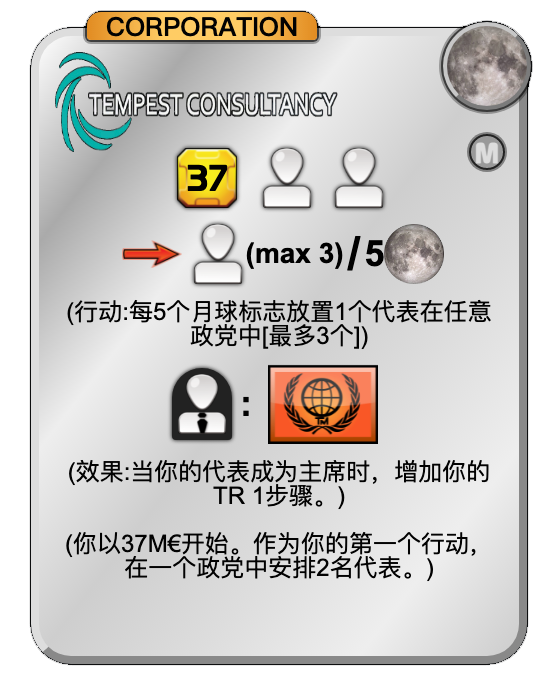 CORPORATION
TEMPEST CONSULTANCY
M
37
(max 3) / 5
(行动:每5个月球标志放置1个代表在任意
政党中[最多3个])
:
TM
(效果:当你的代表成为主席时，增加你的
TR 1步骤。)
(你以37M€开始。作为你的第一个行动，
在一个政党中安排2名代表。)